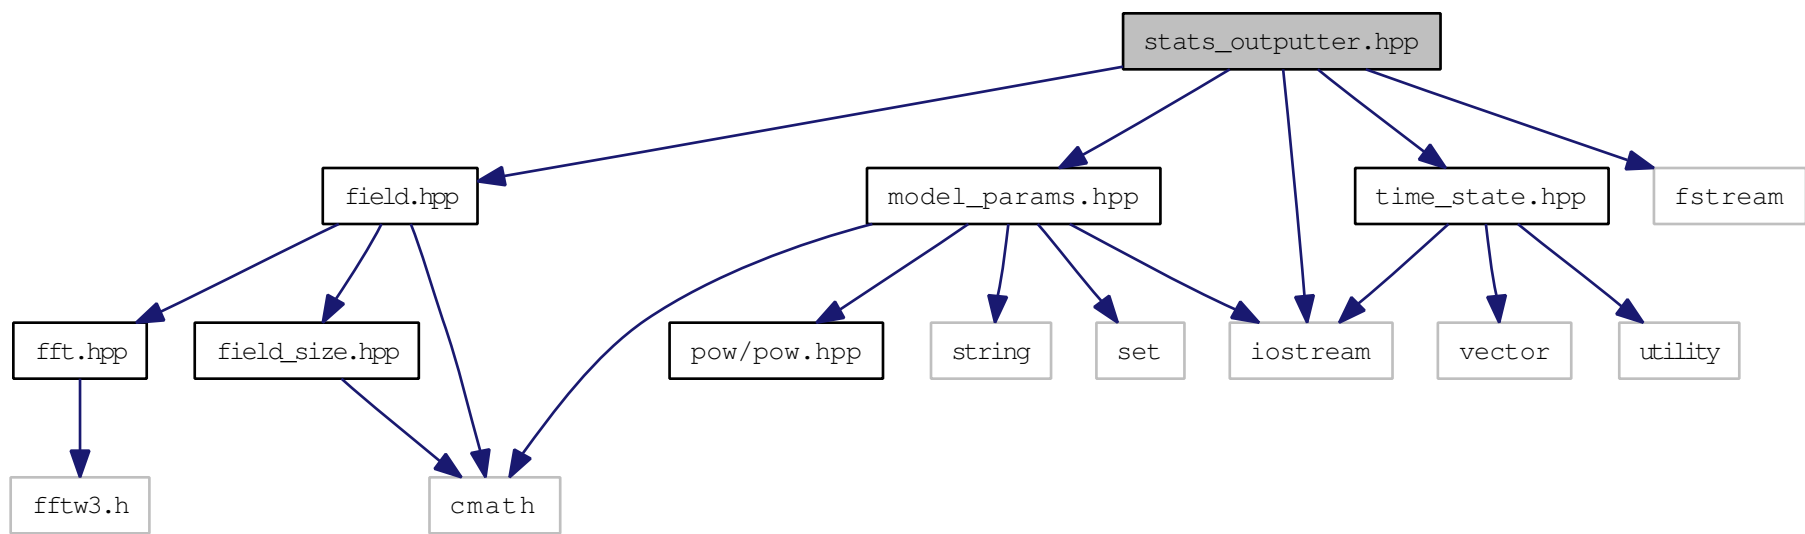 stats_outputter.hpp
field.hpp
model_params.hpp
time_state.hpp
fstream
fft.hpp
field_size.hpp
pow/pow.hpp
string
set
iostream
vector
utility
fftw3.h
cmath